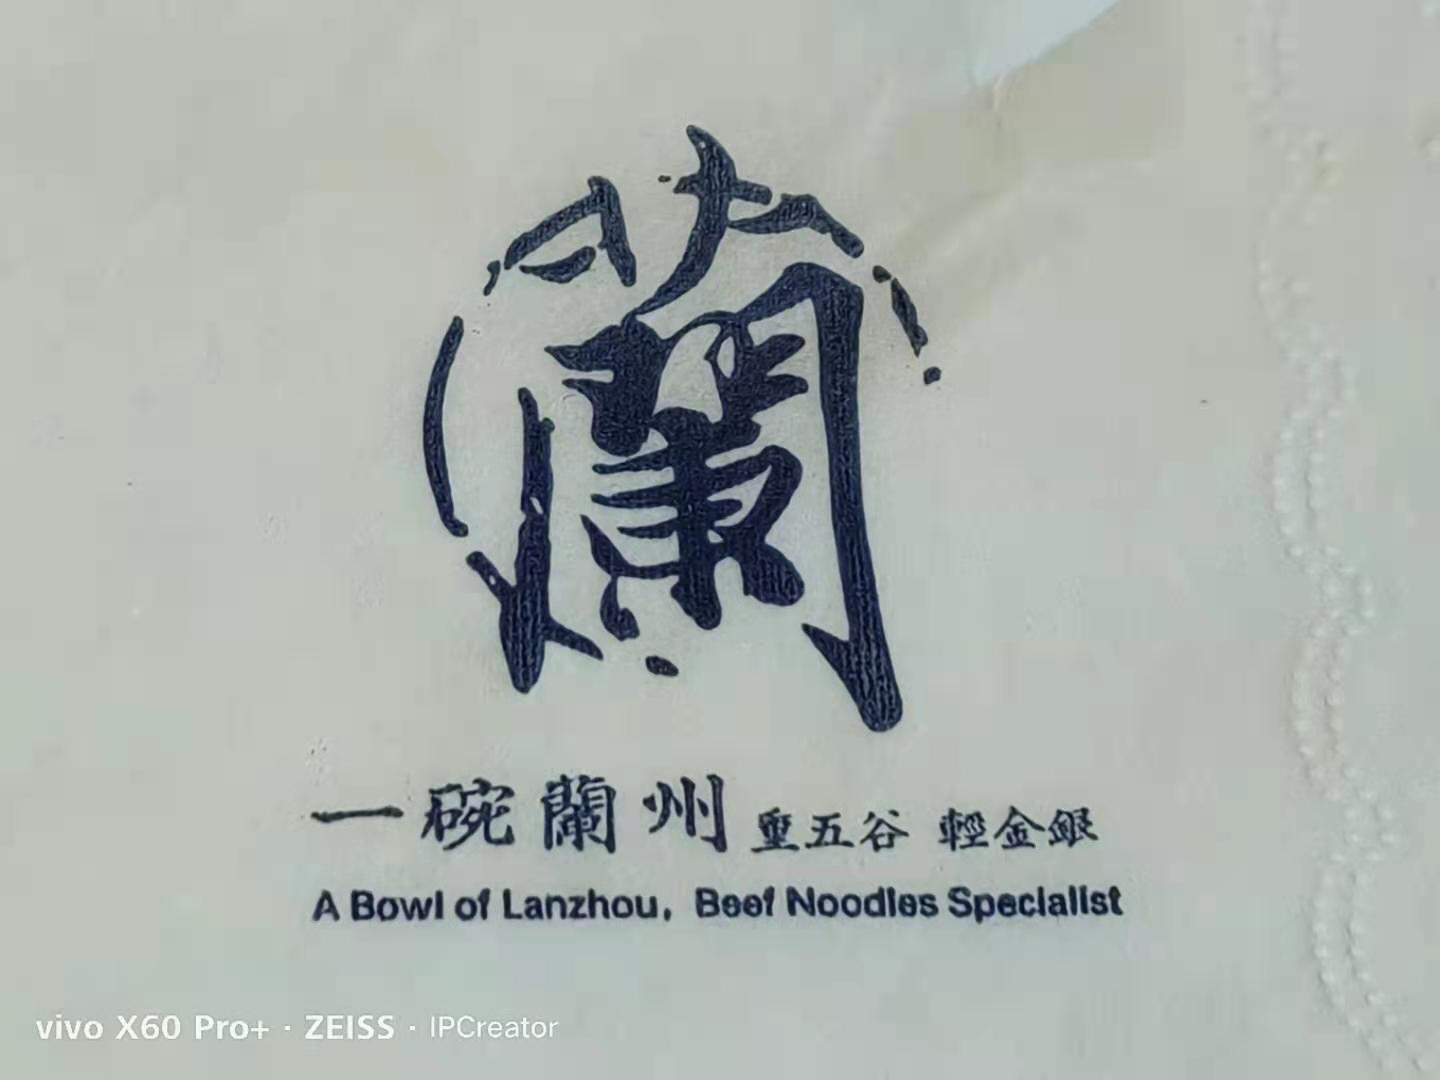 蘭
一碗蘭州 重五谷 輕金銀
A Bowl of Lanzhou, Beef Noodles Specialist
vivo X60 Pro+ · ZEISS · IPCreator